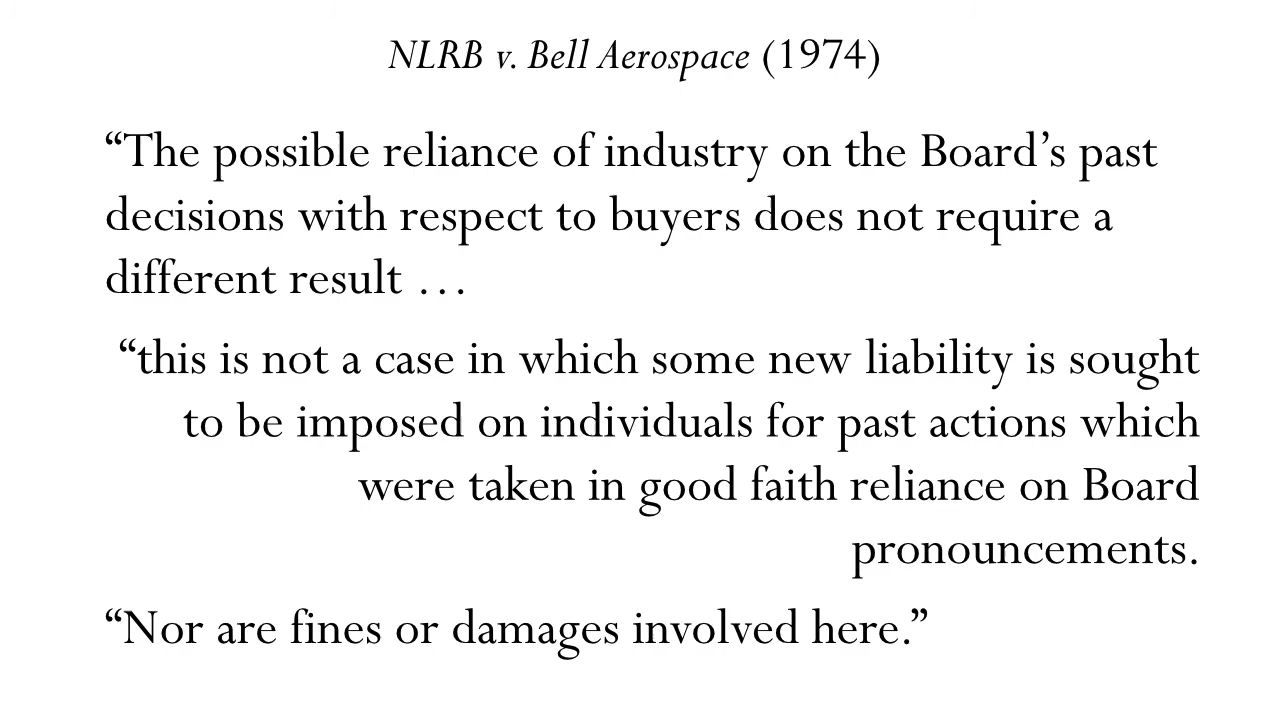 NLRB v. Bell Aerospace (1974)
“The possible reliance of industry on the Board’s past
decisions with respect to buyers does not require a
different result …
“this is not a case in which some new liability is sought
to be imposed on individuals for past actions which
were taken in good faith reliance on Board
pronouncements.
“Nor are fines or damages involved here.”